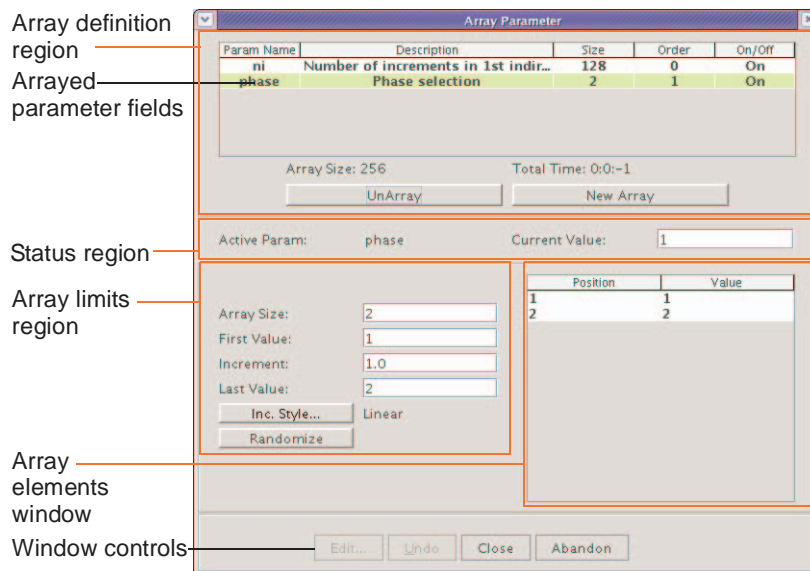 Array Parameter
Array definition
region
Arrayed
parameter fields
Param Name Description Size Order On/Off
ni Number of increments in 1st indir... 128 0 On
phase Phase selection 2 1 On
Array Size: 256 Total Time: 0:0:-1
UnArray New Array
Status region
Active Param: phase Current Value: 1
Array limits
region
Array Size: 2
First Value: 1
Increment: 1.0
Last Value: 2
Inc. Style... Linear
Randomize
Position Value
1 1
2 2
Array
elements
window
Window controls
Edit... Undo Close Abandon